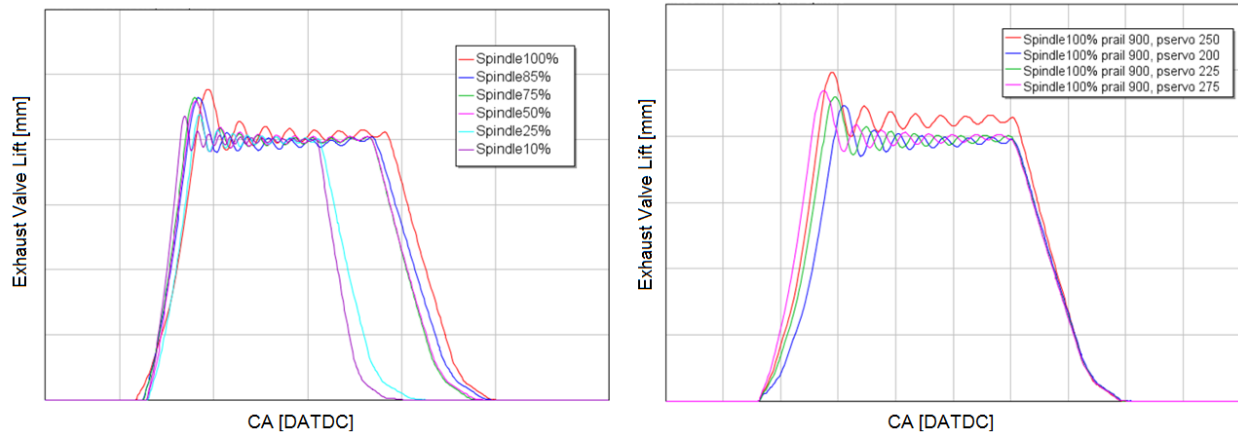 Exhaust Valve Lift [mm]
Spindle100%
Spindle85%
Spindle75%
Spindle50%
Spindle25%
Spindle10%
CA [DATDC]
Exhaust Valve Lift [mm]
Spindle100% prail 900, pservo 250
Spindle100% prail 900, pservo 200
Spindle100% prail 900, pservo 225
Spindle100% prail 900, pservo 275
CA [DATDC]